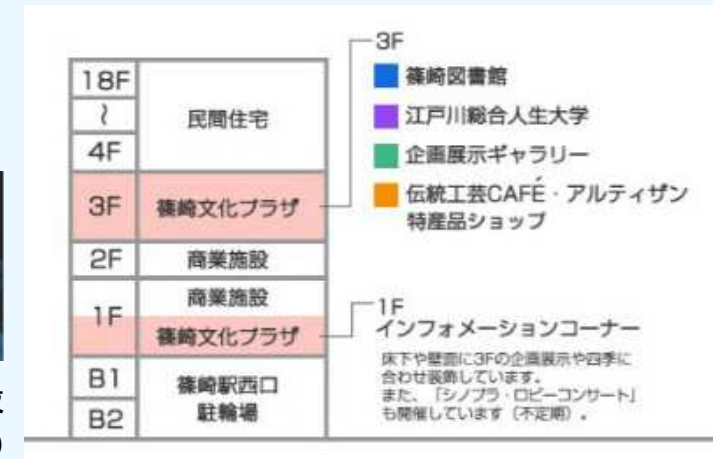 18F
〜
4F
民間住宅
3F
篠崎文化プラザ
2F
商業施設
1F
商業施設
篠崎文化プラザ
B1
B2
篠崎駅西口
駐輪場
3F
篠崎図書館
江戸川総合人生大学
企画展示ギャラリー
伝統工芸CAFÉ・アルティザン
特産品ショップ
1F
インフォメーションコーナー
床下や壁面に3Fの企画展示や四季に
合わせ装飾しています。
また、「シノプラ・ロビーコンサート」
も開催しています（不定期）。